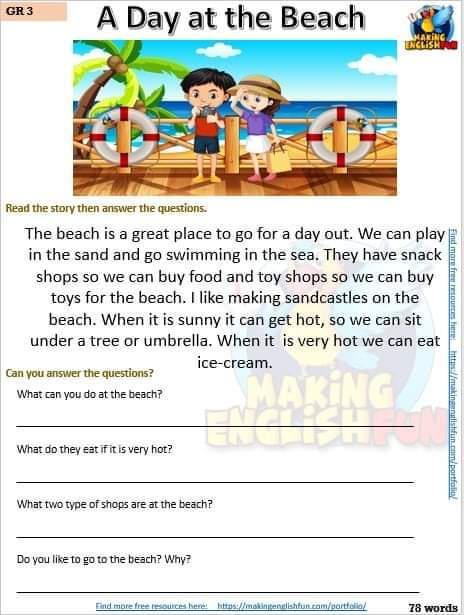 GR 3
A Day at the Beach
MAKING
ENGLISHFUN
Read the story then answer the questions.
The beach is a great place to go for a day out. We can play
in the sand and go swimming in the sea. They have snack
shops so we can buy food and toy shops so we can buy
toys for the beach. I like making sandcastles on the
beach. When it is sunny it can get hot, so we can sit
under a tree or umbrella. When it  is very hot we can eat
ice-cream.
Can you answer the questions?
What can you do at the beach?
What do they eat if it is very hot?
What two type of shops are at the beach?
Do you like to go to the beach? Why?
MAKING
ENGLISHFUN
Find more free resources here:   https://makingenglishfun.com/portfolio/
Find more free resources here:   https://makingenglishfun.com/portfolio/
78 words